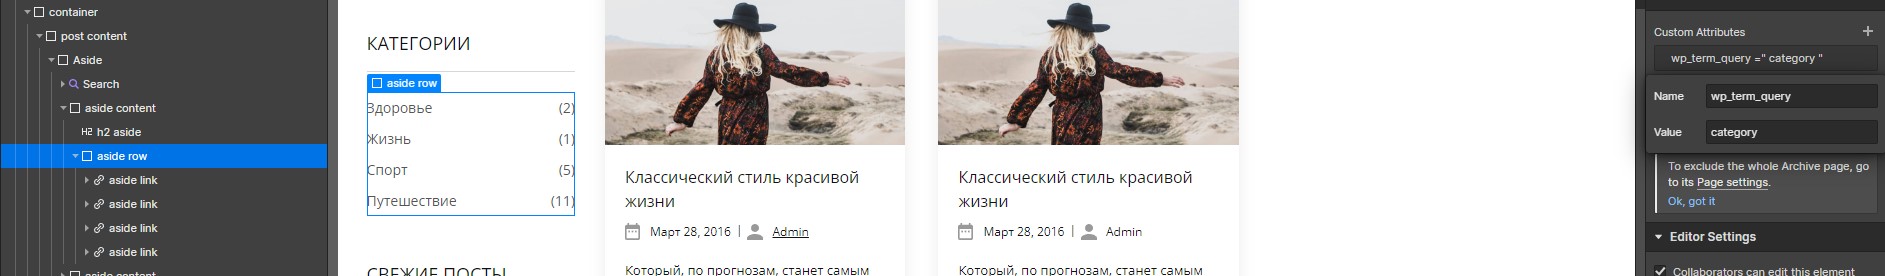 container
post content
Aside
Search
aside content
H2 h2 aside
aside row
aside link
aside link
aside link
aside link
aside content
КАТЕГОРИИ
aside row
Здоровье (2)
Жизнь (1)
Спорт (5)
Путешествие (11)
СВЕЖИЕ ПОСТЫ
Классический стиль красивой
жизни
Март 28, 2016 | Admin
Который, по прогнозам, станет самым
Классический стиль красивой
жизни
Март 28, 2016 | Admin
Который, по прогнозам, станет самым
Custom Attributes +
wp_term_query =" category "
Name wp_term_query
Value category
To exclude the whole Archive page, go
to its Page settings.
Ok, got it
Editor Settings
Collaborators can edit this element